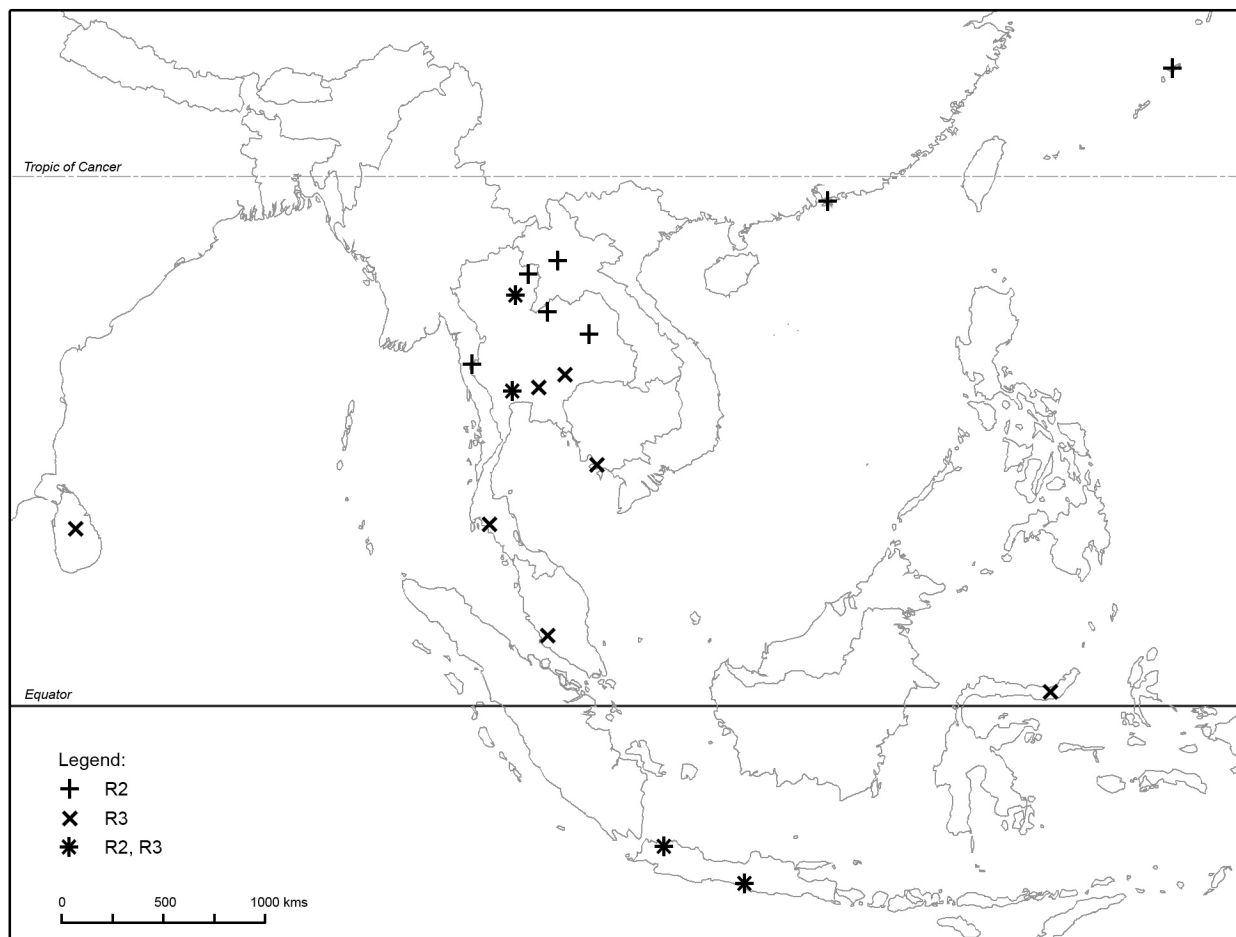 Tropic of Cancer
Equator
Legend:
R2
R3
R2, R3
0 500 1000 kms